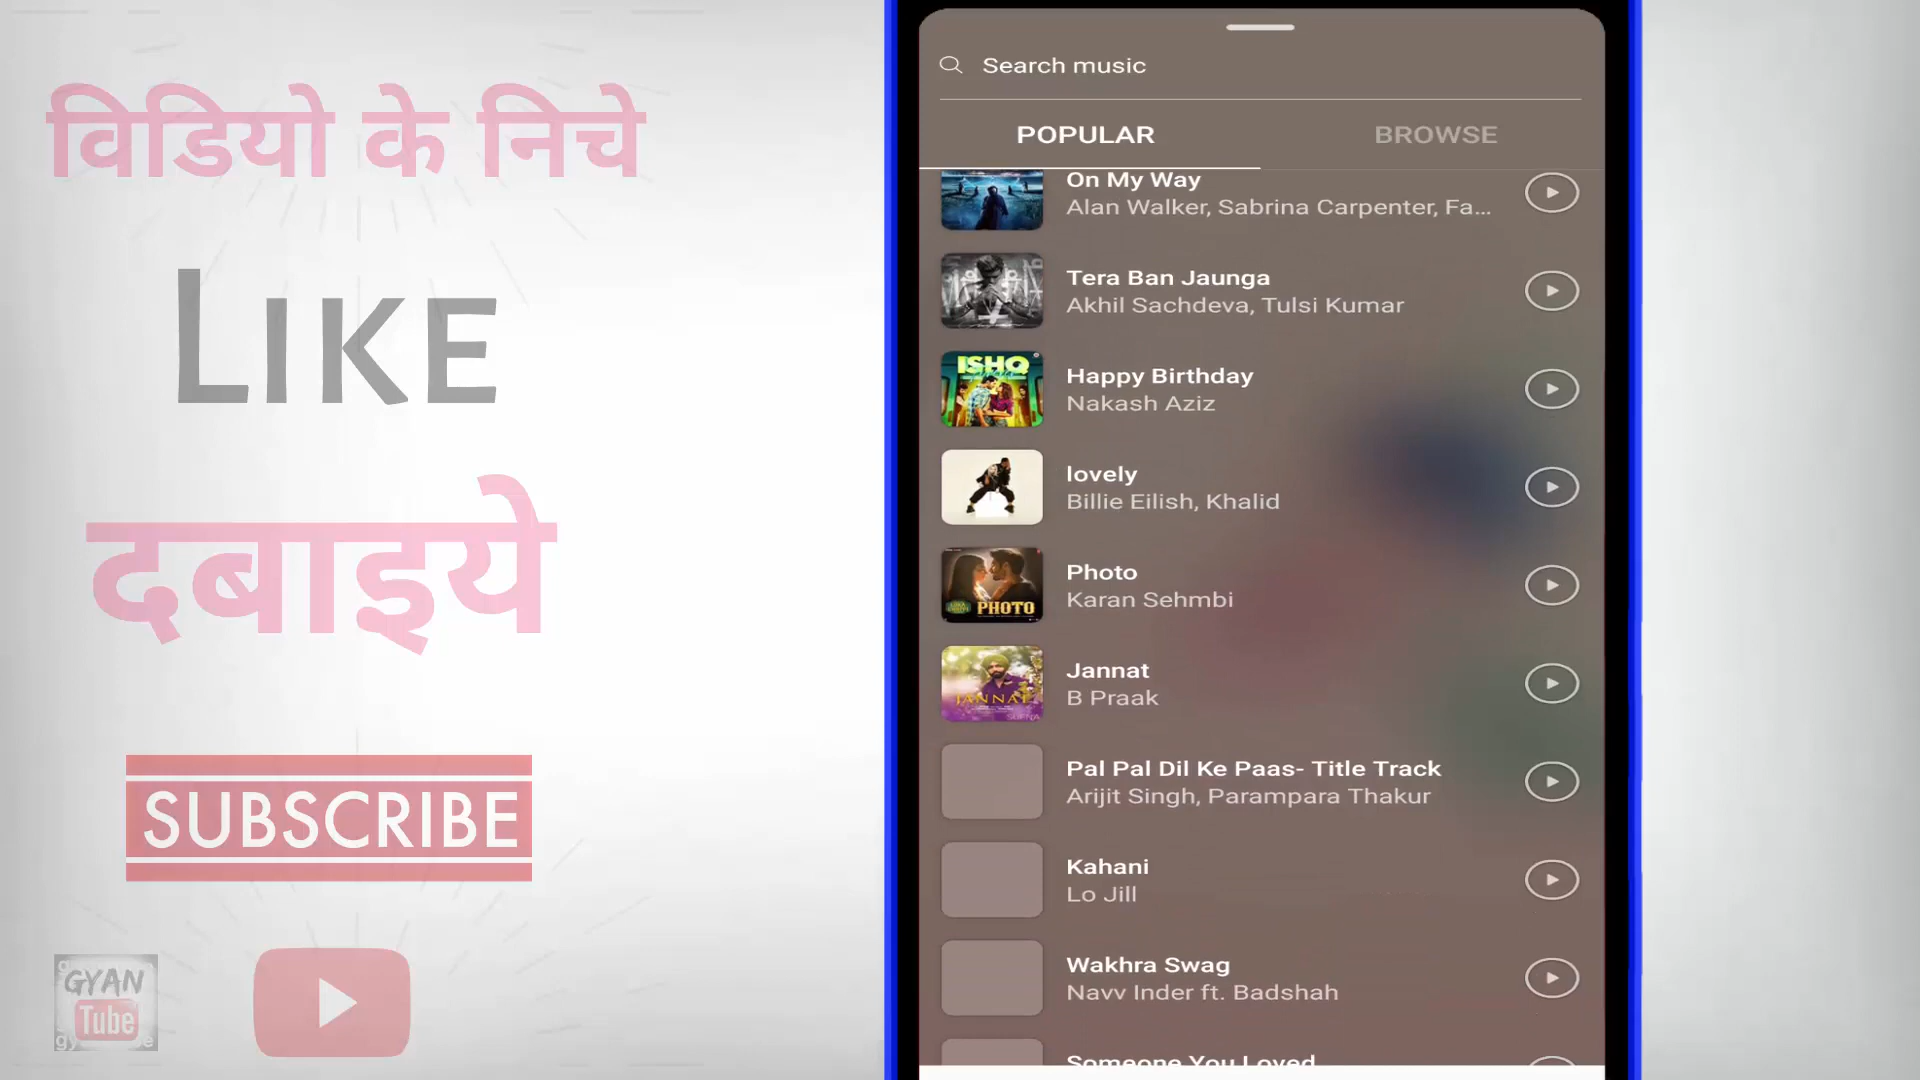 विडियो के निचे
LIKE
दबाइये
SUBSCRIBE
GYAN
Tube
Search music
POPULAR
BROWSE
On My Way
Alan Walker, Sabrina Carpenter, Fa...
Tera Ban Jaunga
Akhil Sachdeva, Tulsi Kumar
ISHQ
Happy Birthday
Nakash Aziz
lovely
Billie Eilish, Khalid
PHOTO
Photo
Karan Sehmbi
JANNAT
SUFNA
Jannat
B Praak
Pal Pal Dil Ke Paas- Title Track
Arijit Singh, Parampara Thakur
Kahani
Lo Jill
Wakhra Swag
Navv Inder ft. Badshah
Someone You Loved